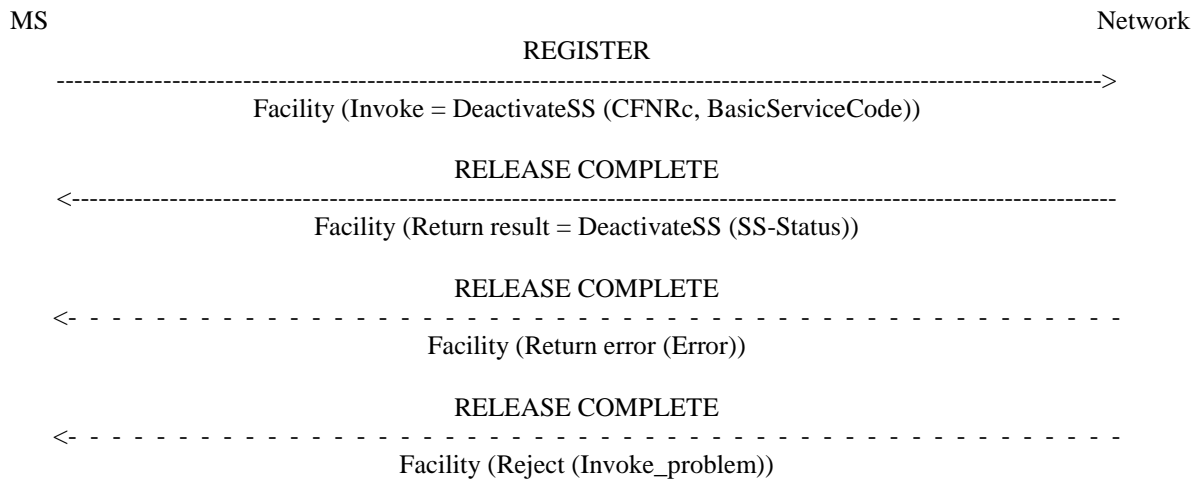 MS Network
REGISTER
Facility (Invoke = DeactivateSS (CFNRc, BasicServiceCode))
RELEASE COMPLETE
Facility (Return result = DeactivateSS (SS-Status))
RELEASE COMPLETE
Facility (Return error (Error))
RELEASE COMPLETE
Facility (Reject (Invoke_problem))